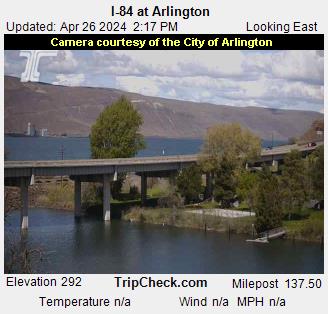 I-84 at Arlington
Updated: Apr 26 2024 2:17 PM Looking East
Camera courtesy of the City of Arlington
Elevation 292 TripCheck.com Milepost 137.50
Temperature n/a Wind n/a MPH n/a